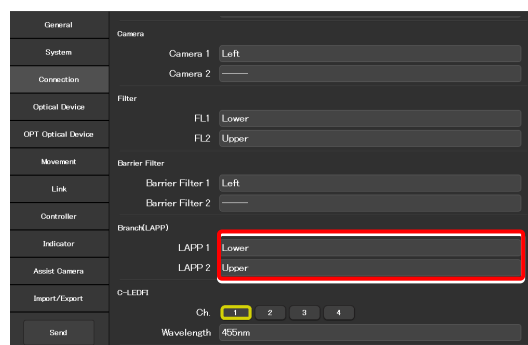 General
System
Connection
Optical Device
OPT Optical Device
Movement
Link
Controller
Indicator
Assist Camera
Import/Export
Send
Camera
Camera 1 Left
Camera 2 ——
Filter
FL1 Lower
FL2 Upper
Barrier Filter
Barrier Filter 1 Left
Barrier Filter 2 ——
Branch(LAPP)
LAPP 1 Lower
LAPP 2 Upper
C-LEDFI
Ch. 1 2 3 4
Wavelength 455nm